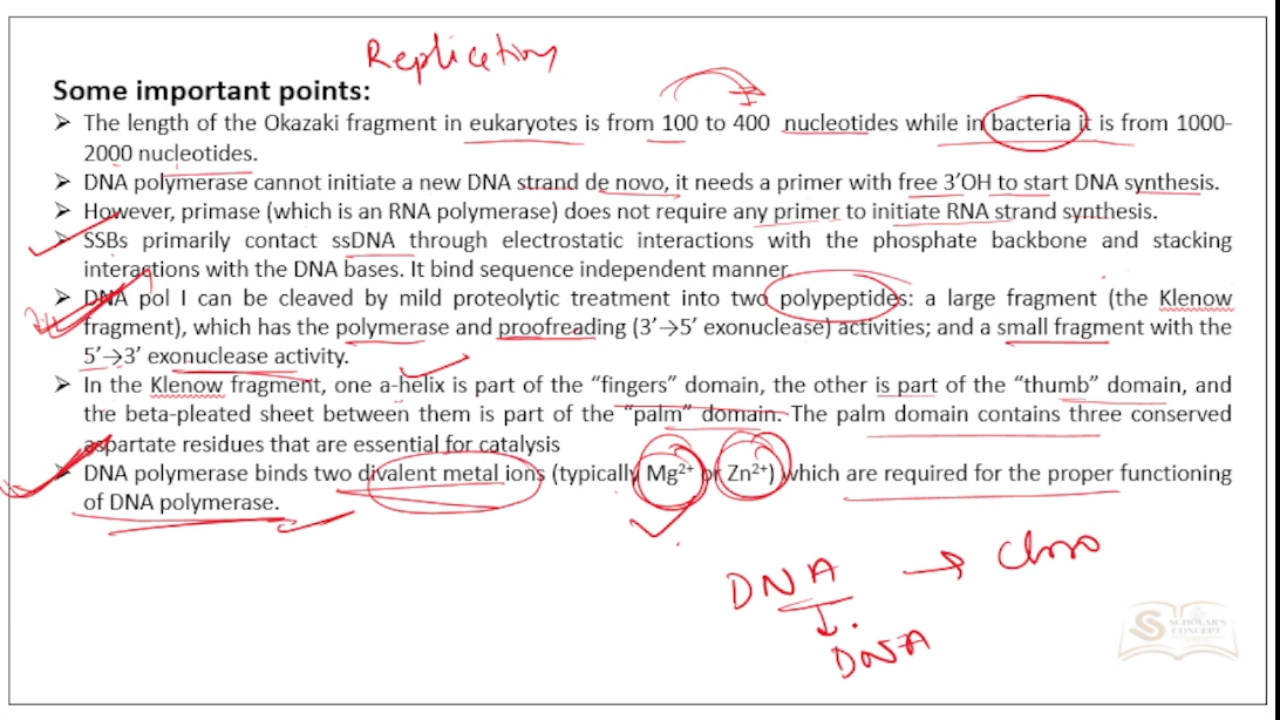 Replication
Some important points:
➤ The length of the Okazaki fragment in eukaryotes is from 100 to 400 nucleotides while in bacteria it is from 1000-
2000 nucleotides.
➤ DNA polymerase cannot initiate a new DNA strand de novo, it needs a primer with free 3′OH to start DNA synthesis.
➤ However, primase (which is an RNA polymerase) does not require any primer to initiate RNA strand synthesis.
➤ SSBs primarily contact ssDNA through electrostatic interactions with the phosphate backbone and stacking
interactions with the DNA bases. It bind sequence independent manner.
➤ DNA pol I can be cleaved by mild proteolytic treatment into two polypeptides: a large fragment (the Klenow
fragment), which has the polymerase and proofreading (3′→5′ exonuclease) activities; and a small fragment with the
5′→3′ exonuclease activity.
➤ In the Klenow fragment, one a-helix is part of the “fingers” domain, the other is part of the “thumb” domain, and
the beta-pleated sheet between them is part of the “palm” domain. The palm domain contains three conserved
aspartate residues that are essential for catalysis
➤ DNA polymerase binds two divalent metal ions (typically Mg²⁺ or Zn²⁺) which are required for the proper functioning
of DNA polymerase.
DNA → Chro
↓
DNA
SCHOLAR'S
CONCEPT